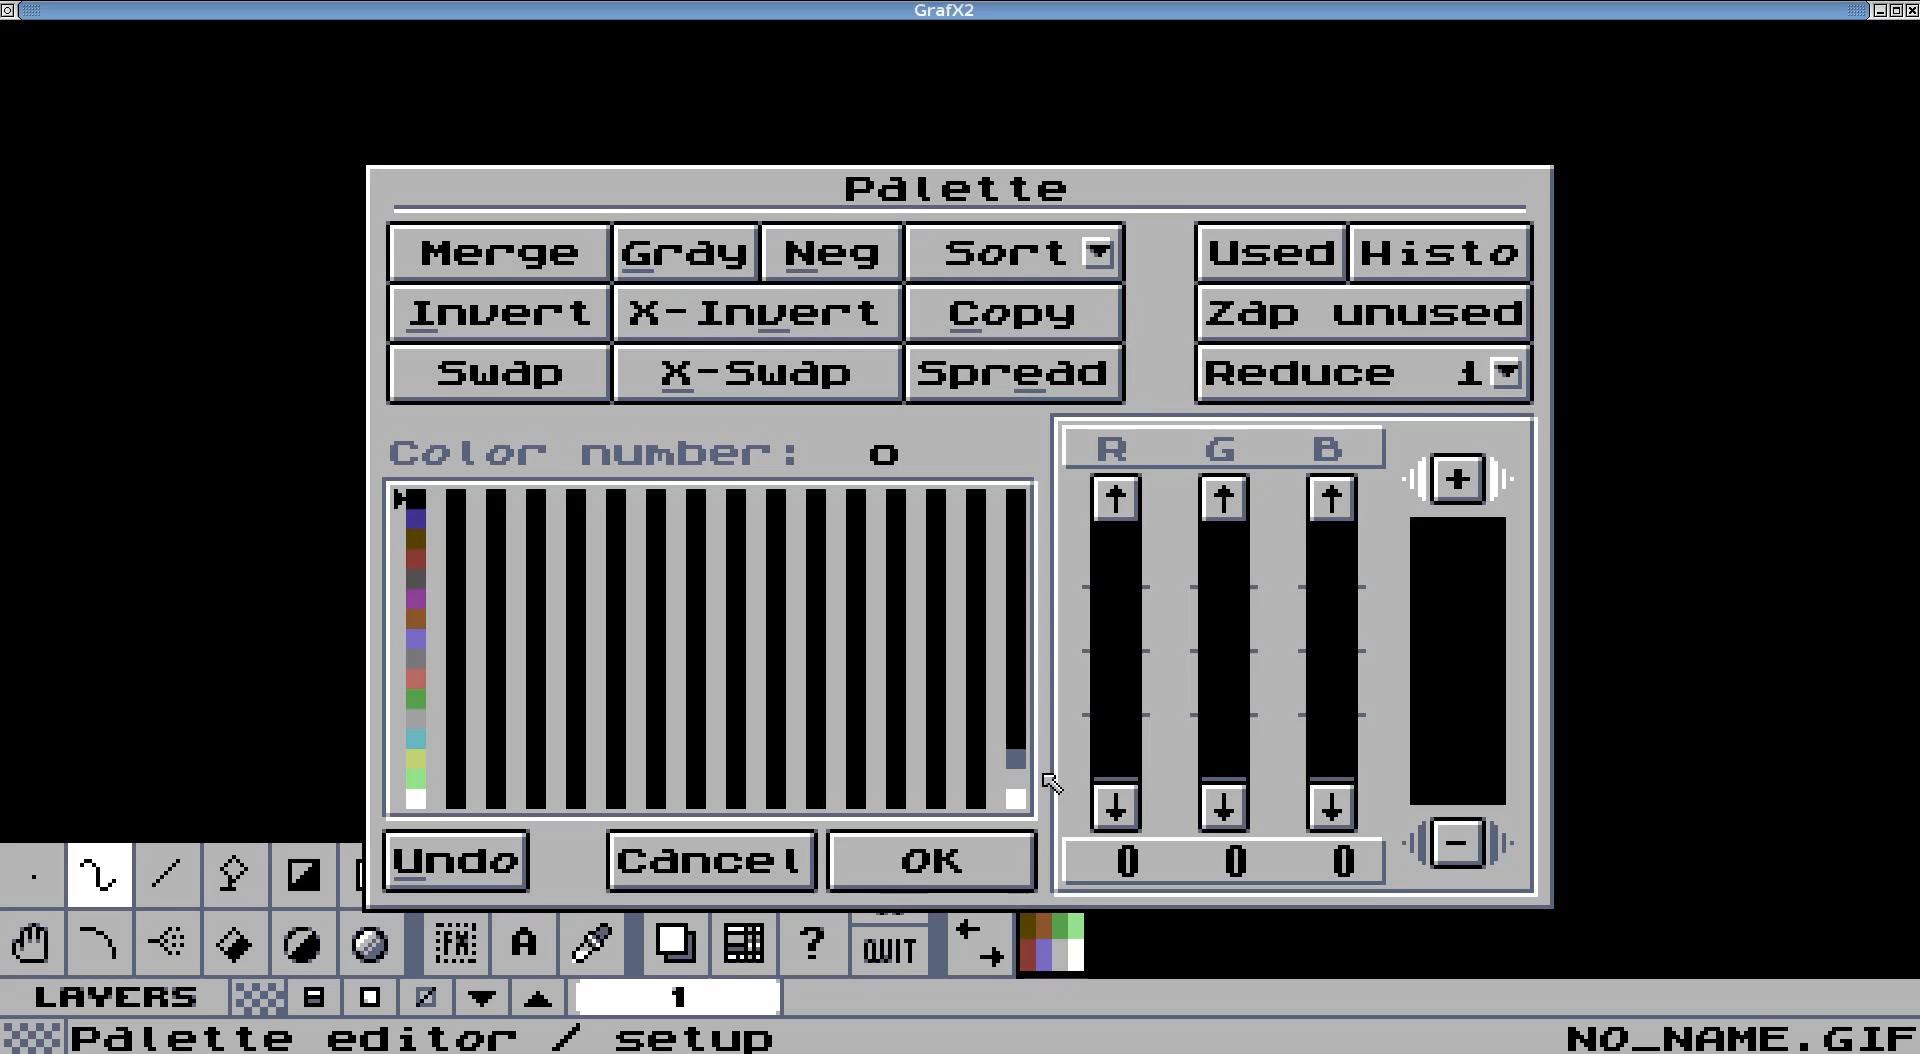 GrafX2
Palette
Merge Gray Neg Sort Used Histo
Invert X-Invert Copy Zap unused
Swap X-Swap Spread Reduce 1
Color number: 0
R G B
+
-
Undo Cancel OK 0 0 0
FX A ? QUIT
LAYERS 1
Palette editor / setup NO_NAME.GIF